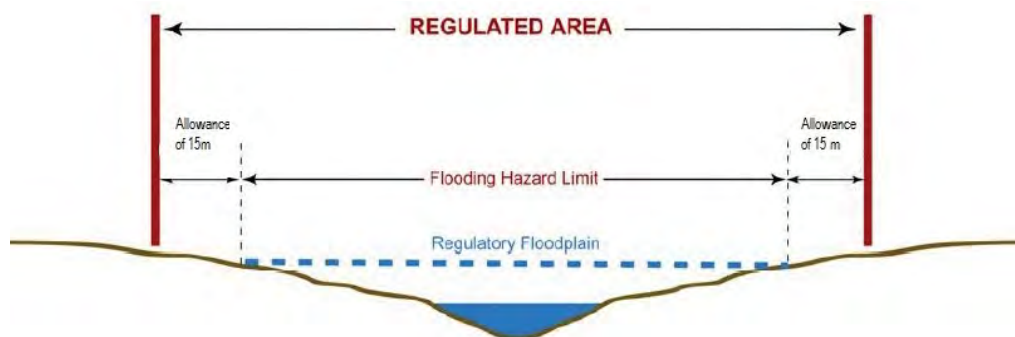 REGULATED AREA
Allowance
of 15m
Allowance
of 15 m
Flooding Hazard Limit
Regulatory Floodplain